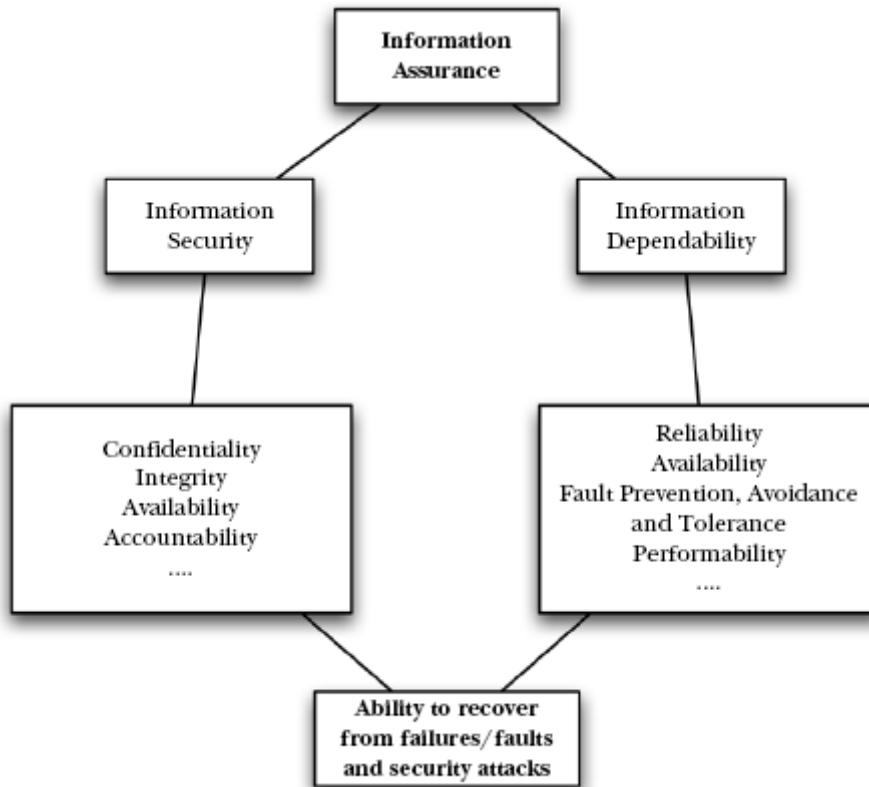 Information
Assurance
Information
Security
Information
Dependability
Confidentiality
Integrity
Availability
Accountability
....
Reliability
Availability
Fault Prevention, Avoidance
and Tolerance
Performability
....
Ability to recover
from failures/faults
and security attacks